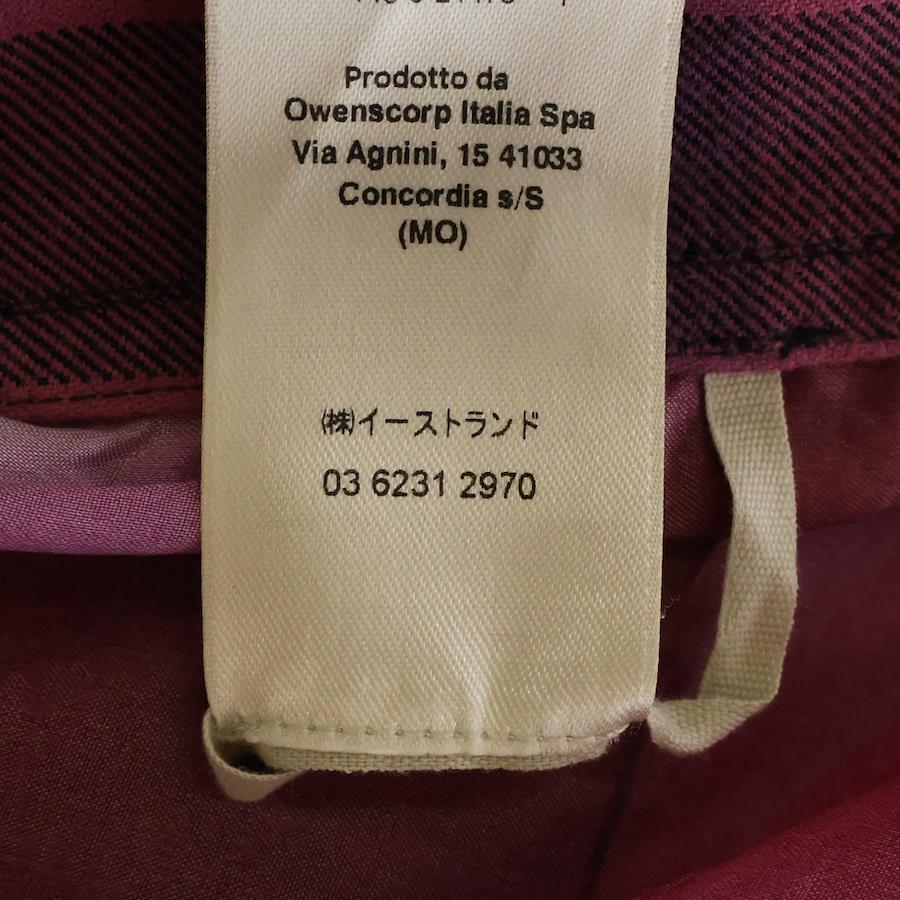 Prodotto da
Owenscorp Italia Spa
Via Agnini, 15 41033
Concordia s/S
(MO)
㈱イーストランド
03 6231 2970